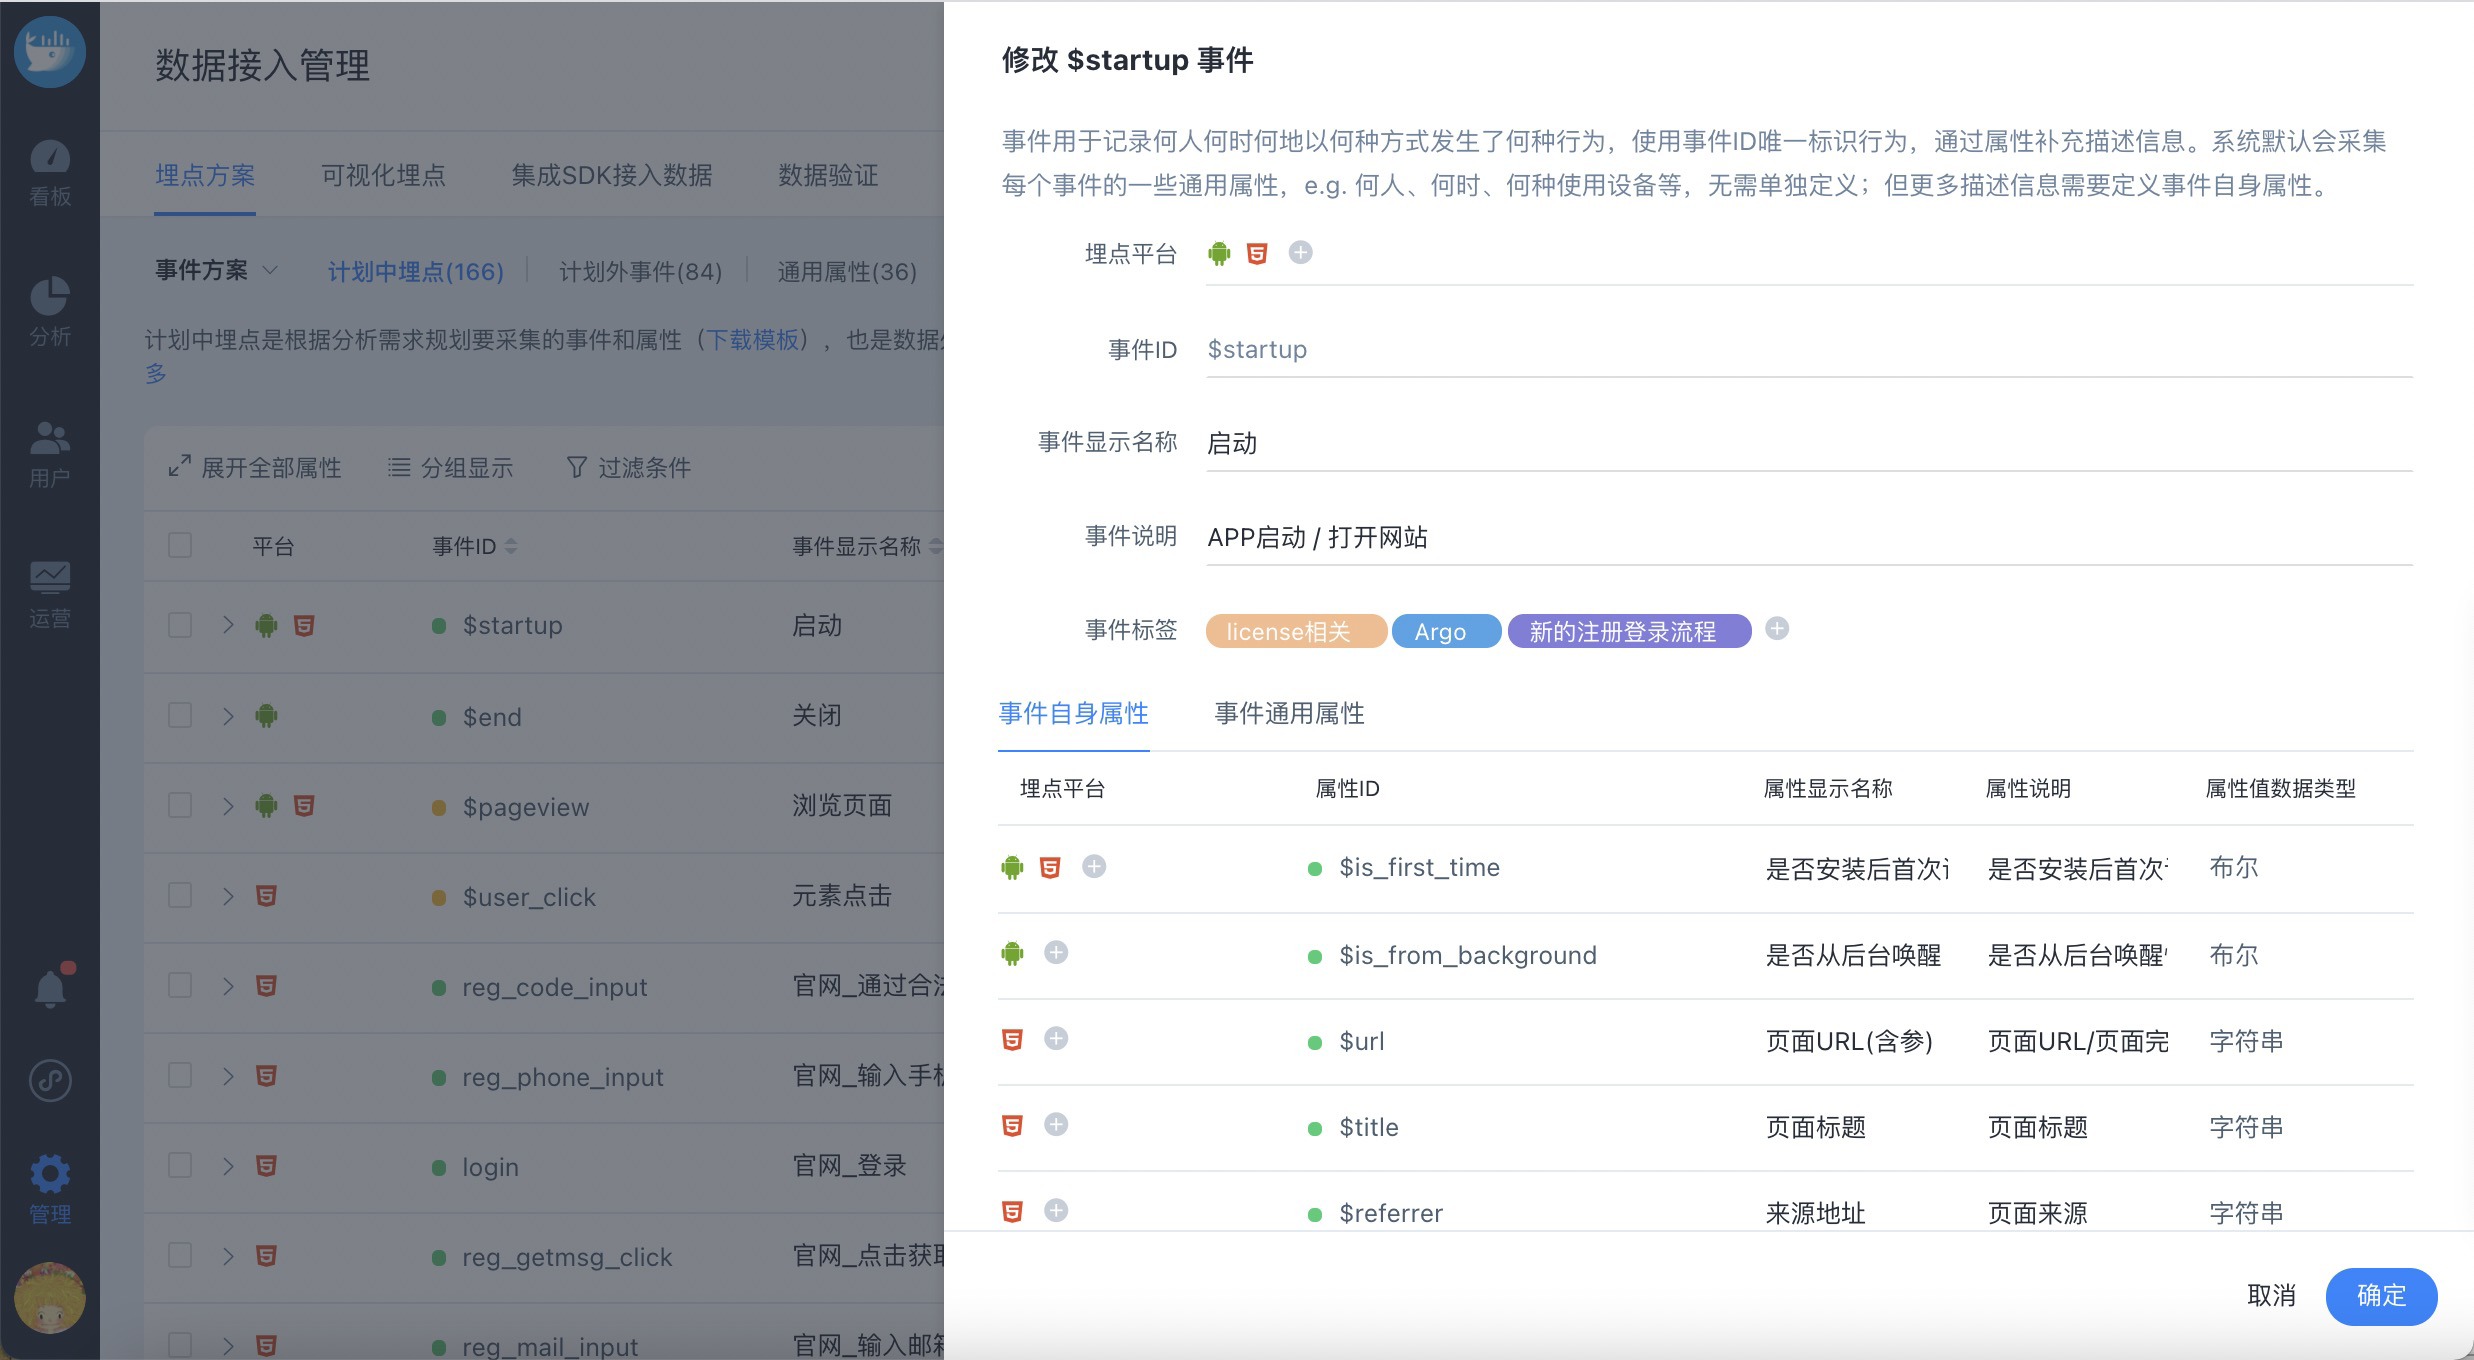 看板
分析
用户
运营
管理
数据接入管理
埋点方案 可视化埋点 集成SDK接入数据 数据验证
事件方案 计划中埋点(166) 计划外事件(84) 通用属性(36)
计划中埋点是根据分析需求规划要采集的事件和属性（下载模板），也是数据
多
展开全部属性 分组显示 过滤条件
平台 事件ID 事件显示名称
$startup 启动
$end 关闭
$pageview 浏览页面
$user_click 元素点击
reg_code_input 官网_通过合法
reg_phone_input 官网_输入手机
login 官网_登录
reg_getmsg_click 官网_点击获取
reg_mail_input 官网_输入邮箱
修改 $startup 事件
事件用于记录何人何时何地以何种方式发生了何种行为，使用事件ID唯一标识行为，通过属性补充描述信息。系统默认会采集
每个事件的一些通用属性，e.g. 何人、何时、何种使用设备等，无需单独定义；但更多描述信息需要定义事件自身属性。
埋点平台
事件ID $startup
事件显示名称 启动
事件说明 APP启动 / 打开网站
事件标签 license相关 Argo 新的注册登录流程
事件自身属性 事件通用属性
埋点平台 属性ID 属性显示名称 属性说明 属性值数据类型
$is_first_time 是否安装后首次 是否安装后首次 布尔
$is_from_background 是否从后台唤醒 是否从后台唤醒 布尔
$url 页面URL(含参) 页面URL/页面完 字符串
$title 页面标题 页面标题 字符串
$referrer 来源地址 页面来源 字符串
取消 确定